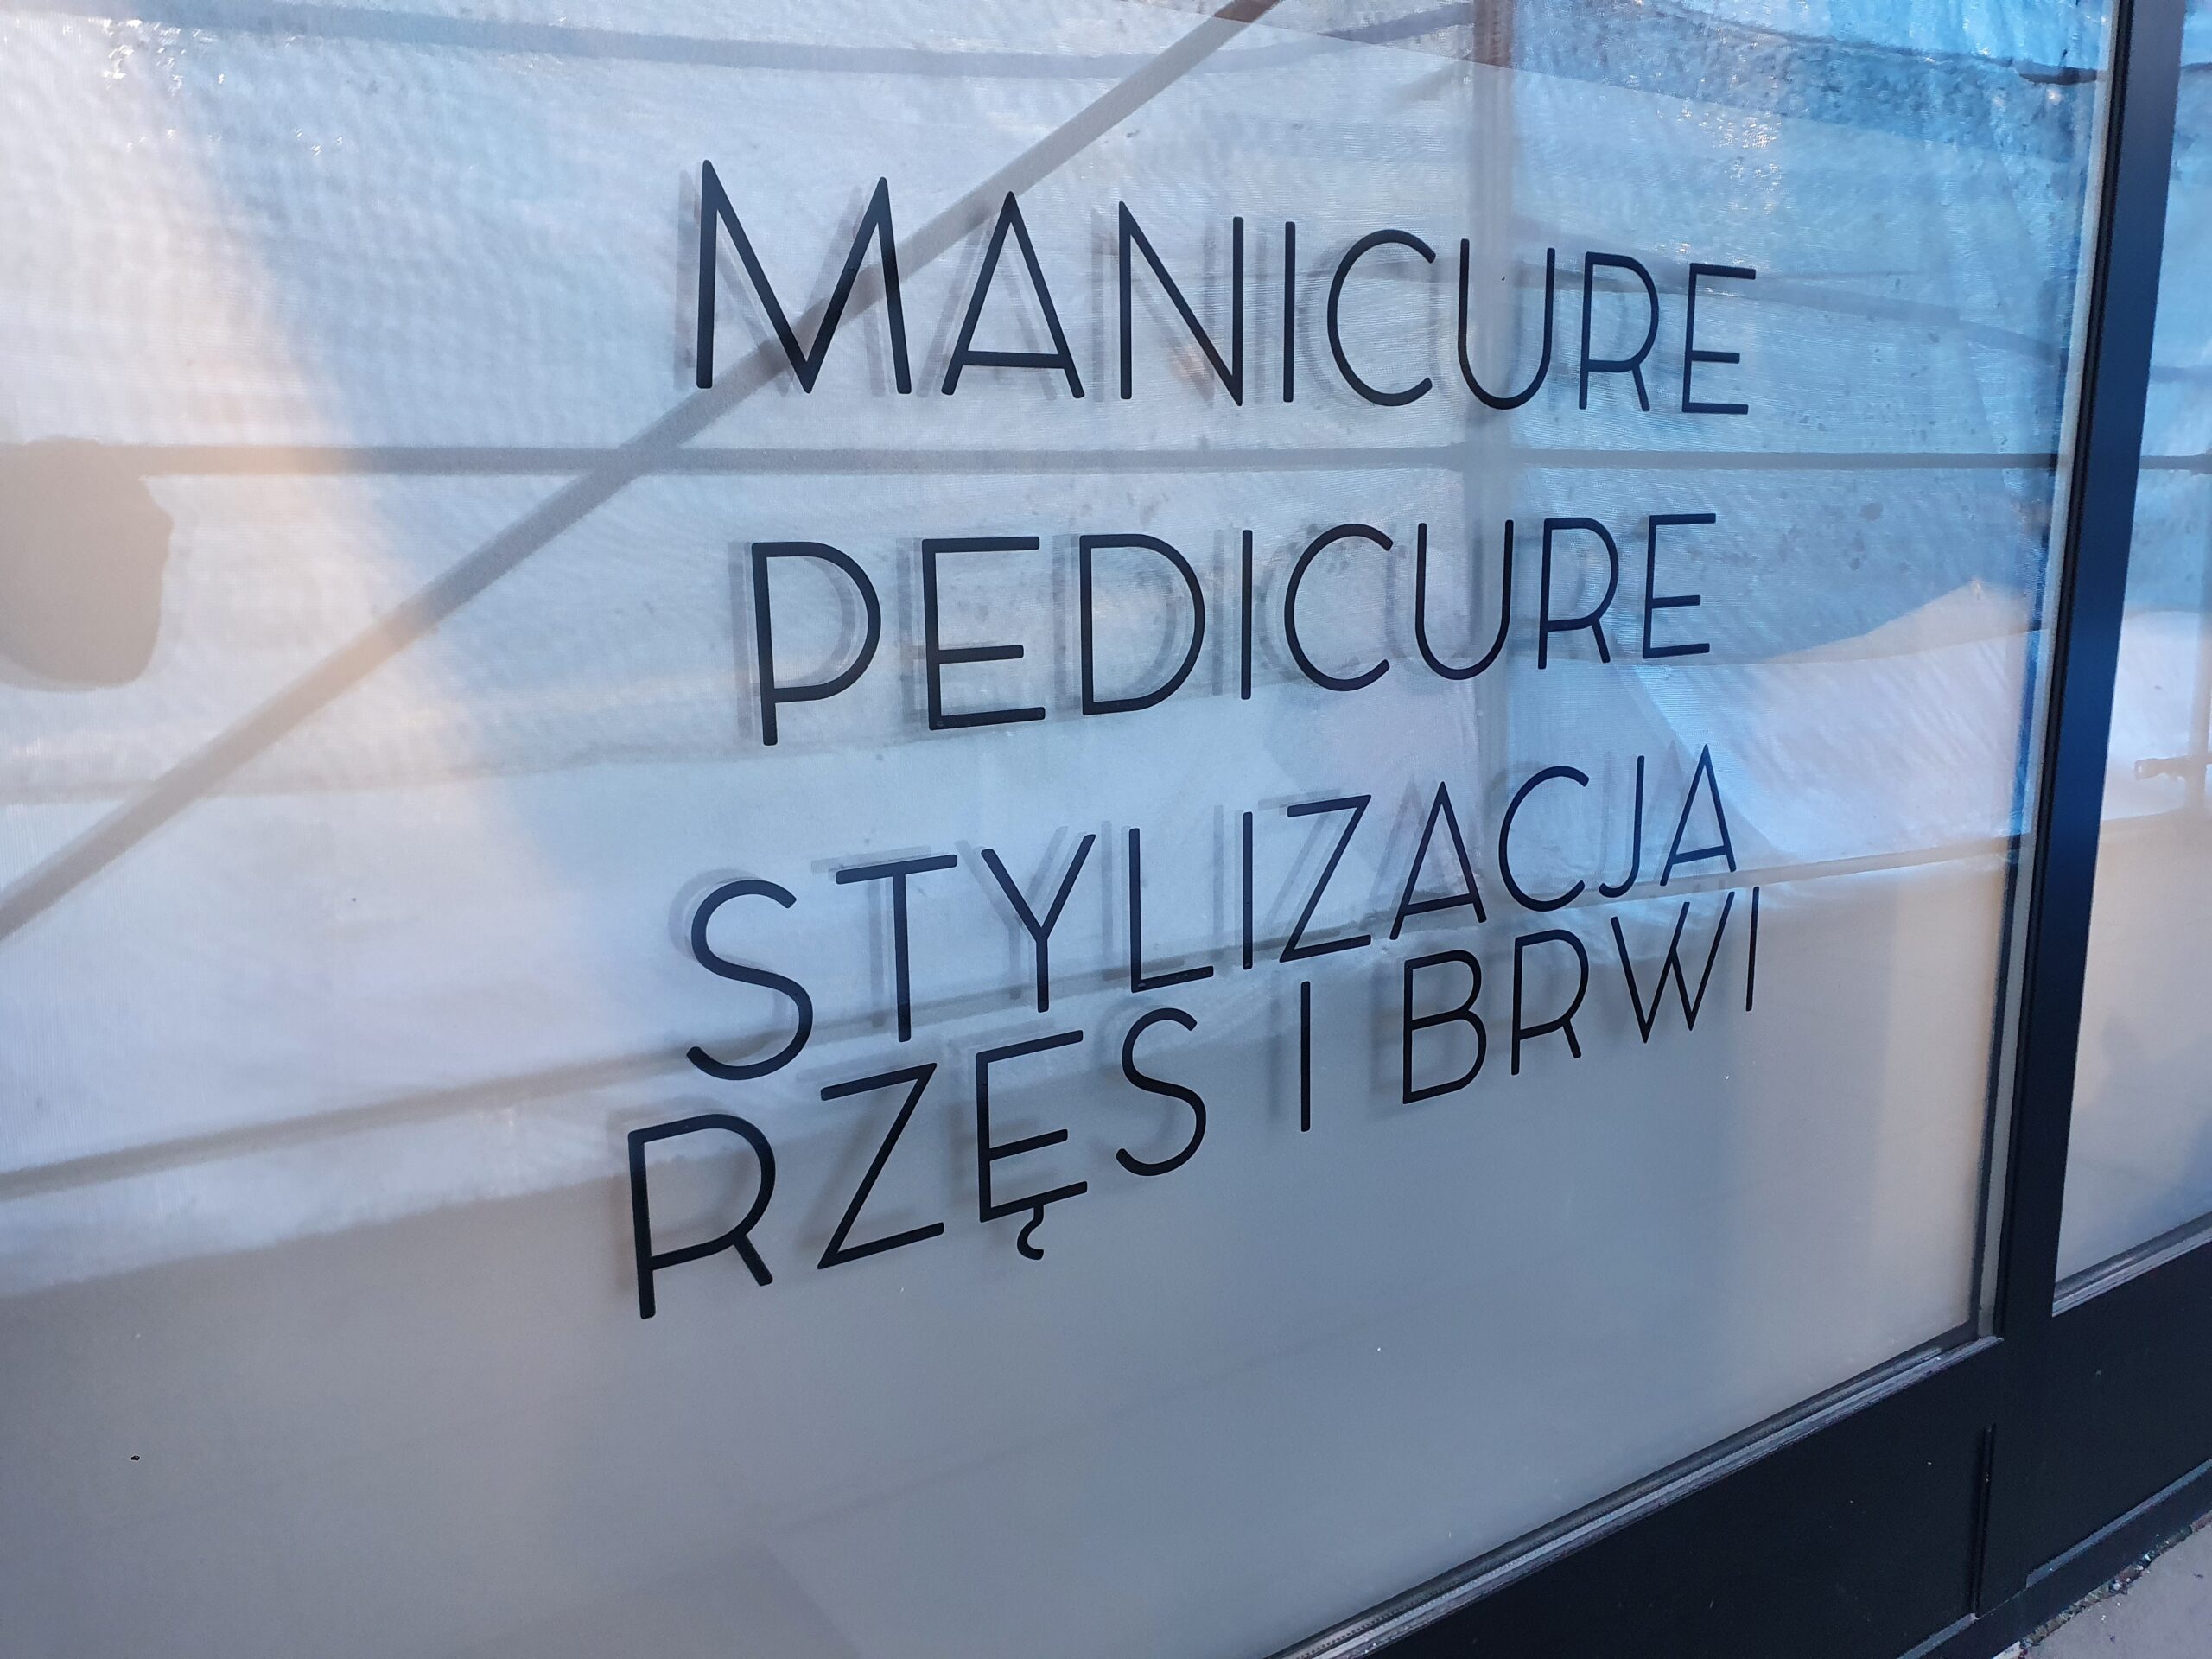 MANICURE
PEDICURE
STYLIZACJA
RZĘS I BRWI